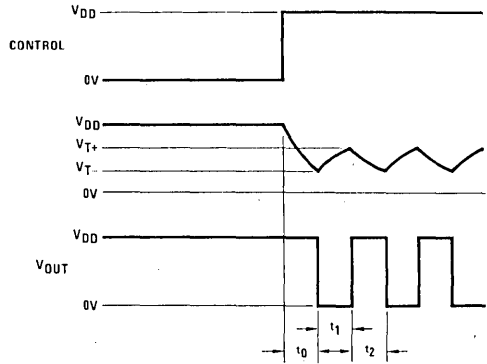 VDD
CONTROL
0V
VDD
VT+
VT-
0V
VDD
VOUT
0V
t0
t1
t2